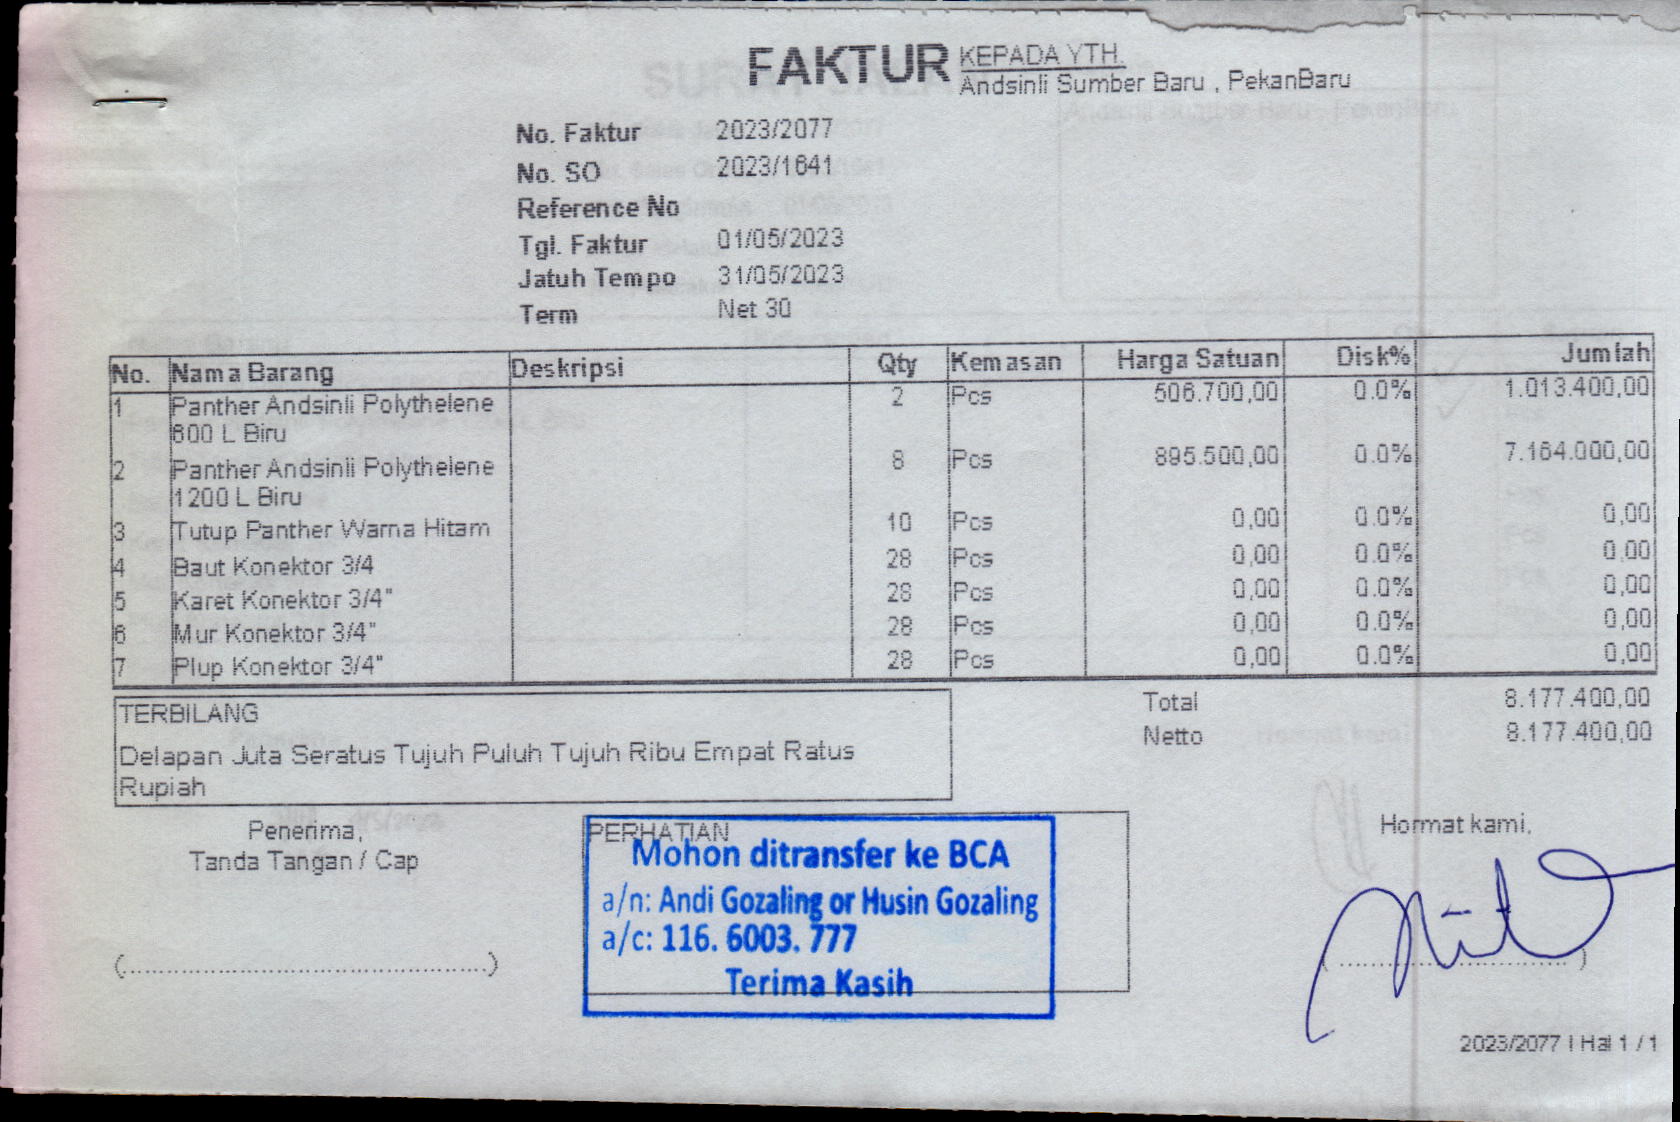 FAKTUR
KEPADA YTH.
Andsinli Sumber Baru , PekanBaru
No. Faktur 2023/2077
No. SO 2023/1641
Reference No
Tgl. Faktur 01/05/2023
Jatuh Tempo 31/05/2023
Term Net 30
No. Nama Barang Deskripsi Qty Kemasan Harga Satuan Disk% Jumlah
1 Panther Andsinli Polythelene 2 Pcs 506.700,00 0.0% 1.013.400,00
600 L Biru
2 Panther Andsinli Polythelene 8 Pcs 895.500,00 0.0% 7.164.000,00
1200 L Biru
3 Tutup Panther Warna Hitam 10 Pcs 0,00 0.0% 0,00
4 Baut Konektor 3/4 28 Pcs 0,00 0.0% 0,00
5 Karet Konektor 3/4" 28 Pcs 0,00 0.0% 0,00
6 Mur Konektor 3/4" 28 Pcs 0,00 0.0% 0,00
7 Plup Konektor 3/4" 28 Pcs 0,00 0.0% 0,00
Total 8.177.400,00
Netto 8.177.400,00
TERBILANG
Delapan Juta Seratus Tujuh Puluh Tujuh Ribu Empat Ratus
Rupiah
Penerima,
Tanda Tangan / Cap
PERHATIAN
Mohon ditransfer ke BCA
a/n: Andi Gozaling or Husin Gozaling
a/c: 116. 6003. 777
Terima Kasih
Hormat kami,
2023/2077 | Hal 1 / 1